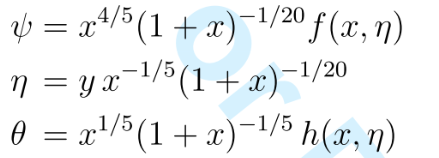 ψ = x^{4/5}(1 + x)^{-1/20} f(x, η)
η = y x^{-1/5}(1 + x)^{-1/20}
θ = x^{1/5}(1 + x)^{-1/5} h(x, η)